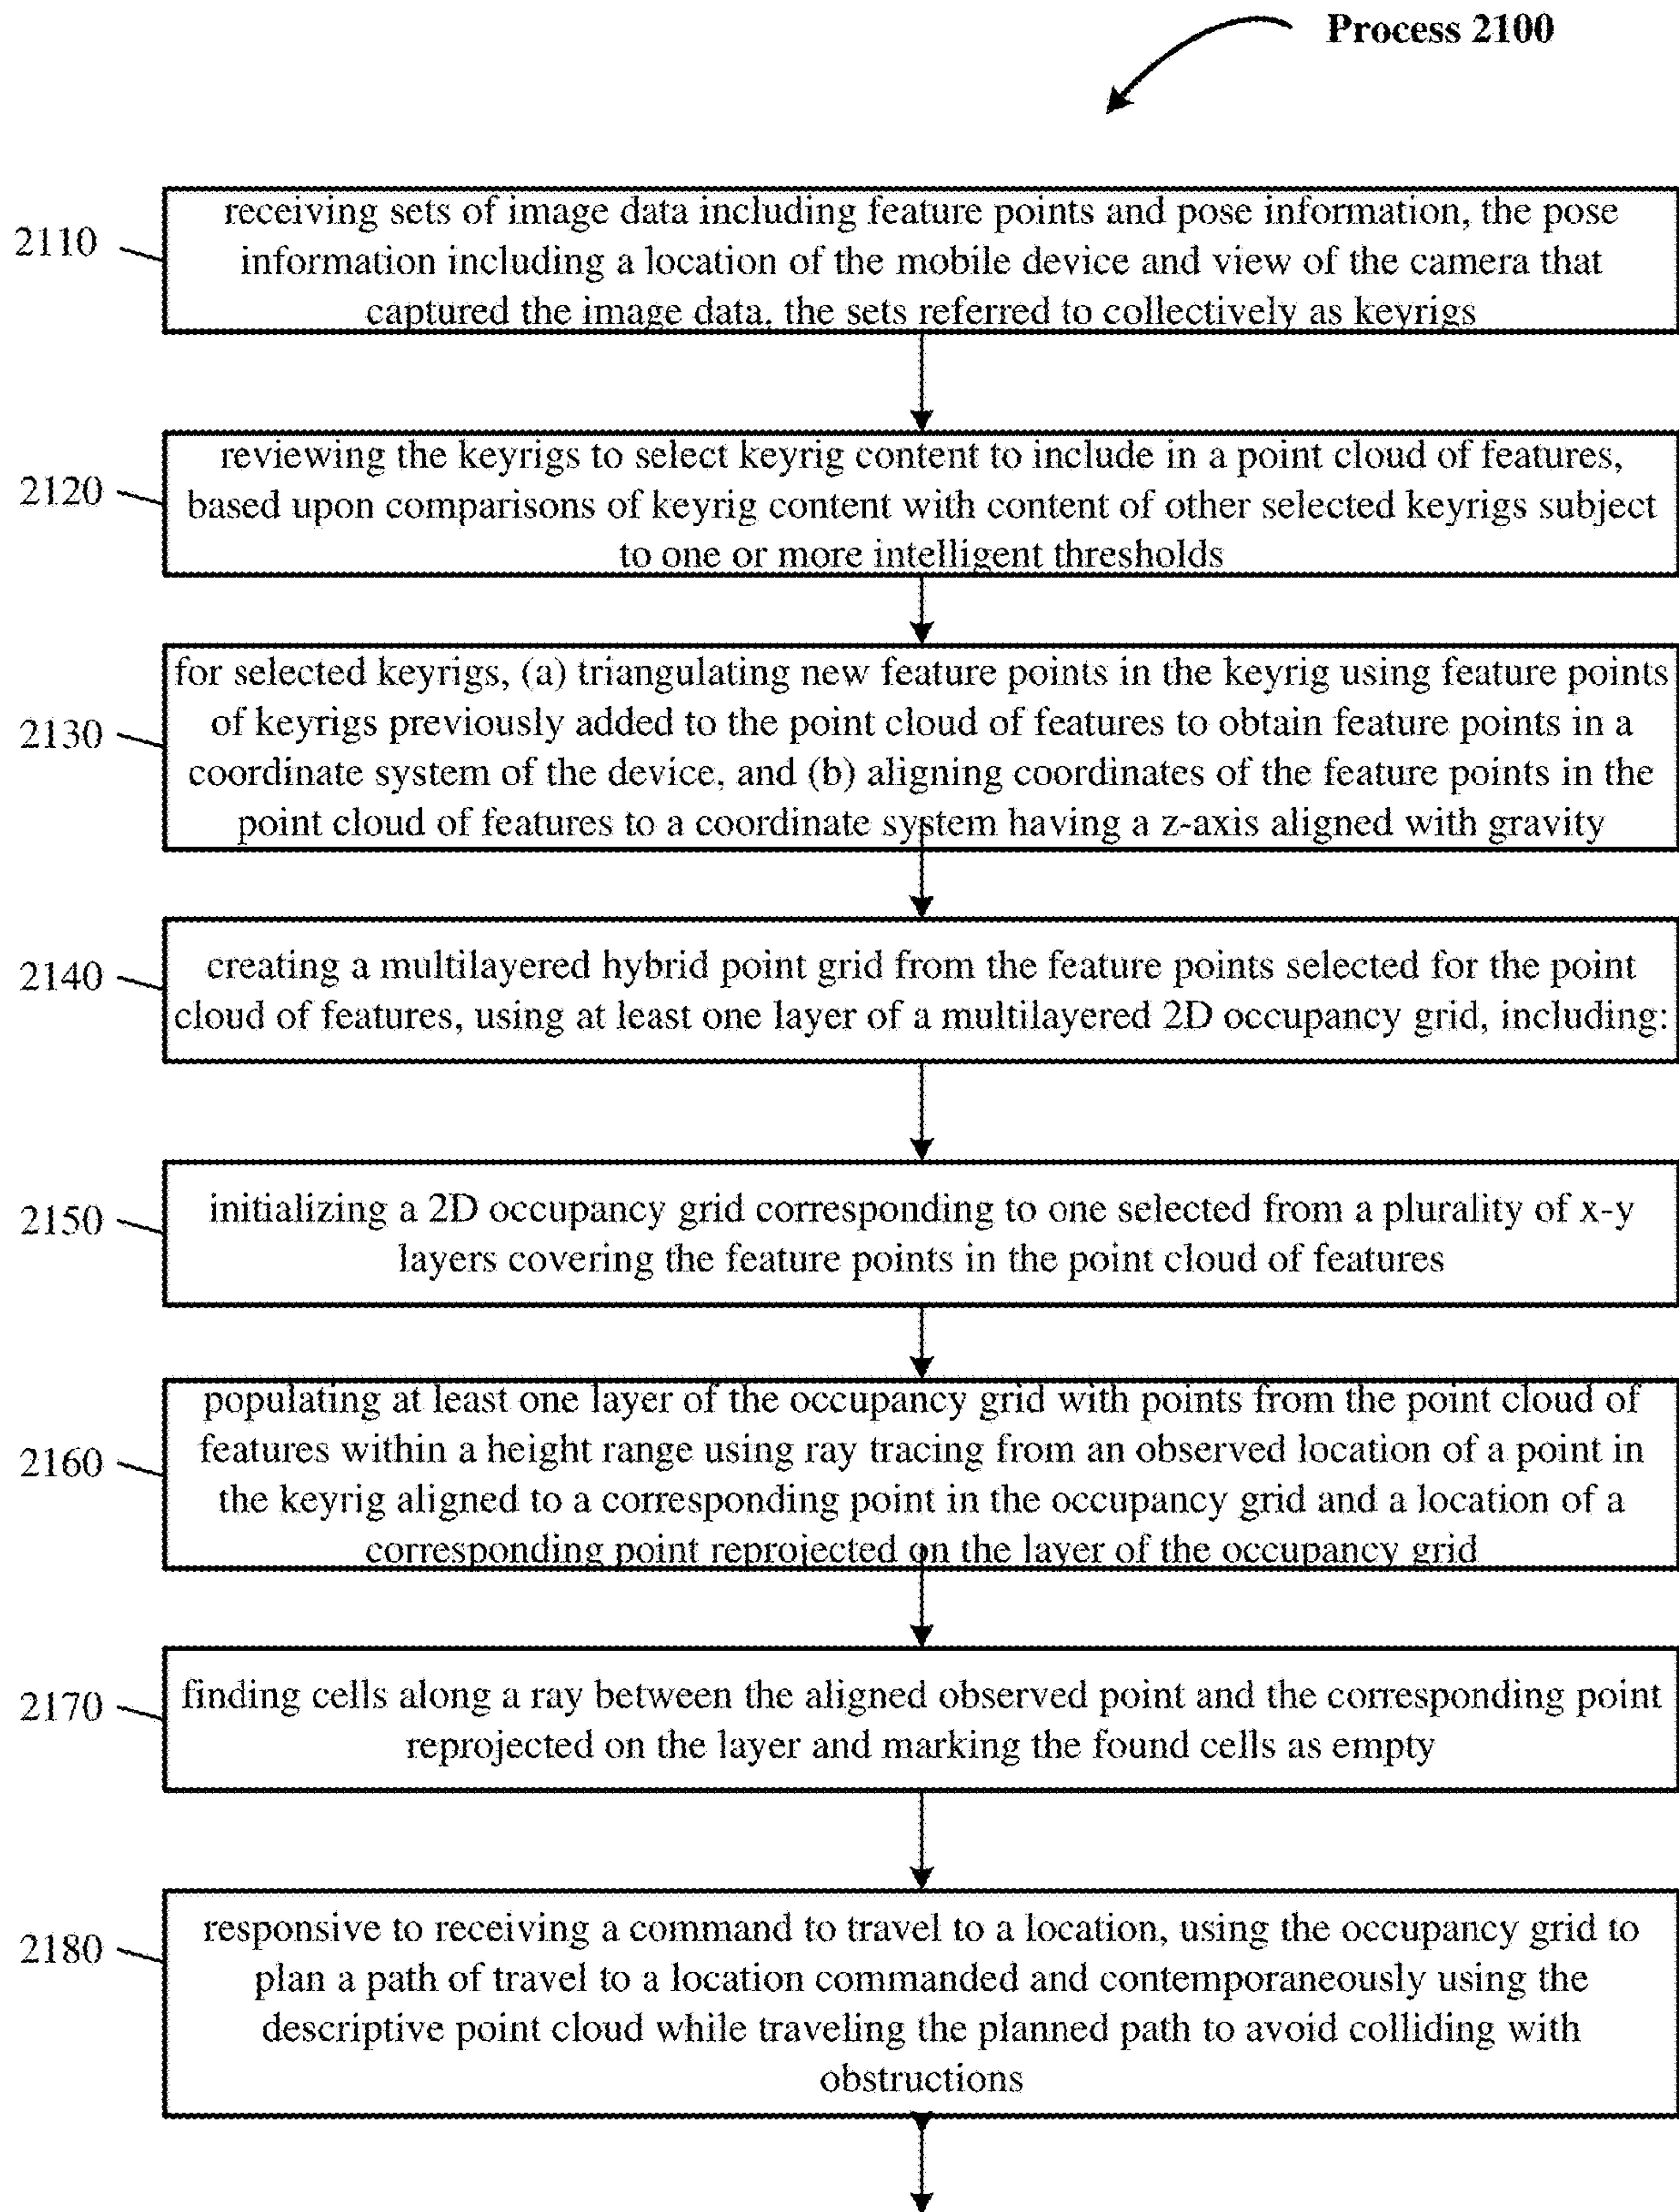 Process 2100
2110
receiving sets of image data including feature points and pose information, the pose
information including a location of the mobile device and view of the camera that
captured the image data, the sets referred to collectively as keyrigs
2120
reviewing the keyrigs to select keyrig content to include in a point cloud of features,
based upon comparisons of keyrig content with content of other selected keyrigs subject
to one or more intelligent thresholds
2130
for selected keyrigs, (a) triangulating new feature points in the keyrig using feature points
of keyrigs previously added to the point cloud of features to obtain feature points in a
coordinate system of the device, and (b) aligning coordinates of the feature points in the
point cloud of features to a coordinate system having a z-axis aligned with gravity
2140
creating a multilayered hybrid point grid from the feature points selected for the point
cloud of features, using at least one layer of a multilayered 2D occupancy grid, including:
2150
initializing a 2D occupancy grid corresponding to one selected from a plurality of x-y
layers covering the feature points in the point cloud of features
2160
populating at least one layer of the occupancy grid with points from the point cloud of
features within a height range using ray tracing from an observed location of a point in
the keyrig aligned to a corresponding point in the occupancy grid and a location of a
corresponding point reprojected on the layer of the occupancy grid
2170
finding cells along a ray between the aligned observed point and the corresponding point
reprojected on the layer and marking the found cells as empty
2180
responsive to receiving a command to travel to a location, using the occupancy grid to
plan a path of travel to a location commanded and contemporaneously using the
descriptive point cloud while traveling the planned path to avoid colliding with
obstructions